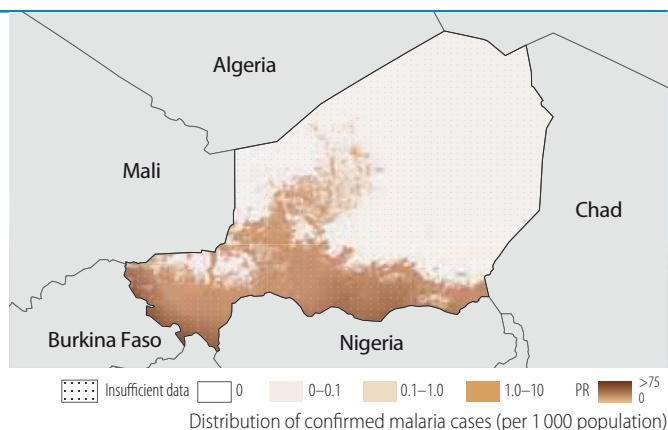 Algeria
Mali
Chad
Burkina Faso
Nigeria
Insufficient data 0 0–0.1 0.1–1.0 1.0–10 PR >75
0
Distribution of confirmed malaria cases (per 1 000 population)